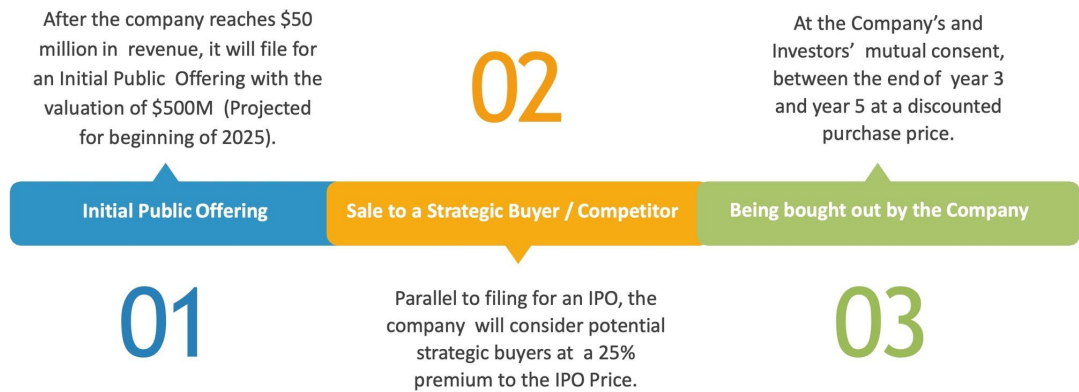 After the company reaches $50
million in revenue, it will file for
an Initial Public Offering with the
valuation of $500M (Projected
for beginning of 2025).
Initial Public Offering
01
02
Sale to a Strategic Buyer / Competitor
Parallel to filing for an IPO, the
company will consider potential
strategic buyers at a 25%
premium to the IPO Price.
At the Company’s and
Investors’ mutual consent,
between the end of year 3
and year 5 at a discounted
purchase price.
Being bought out by the Company
03